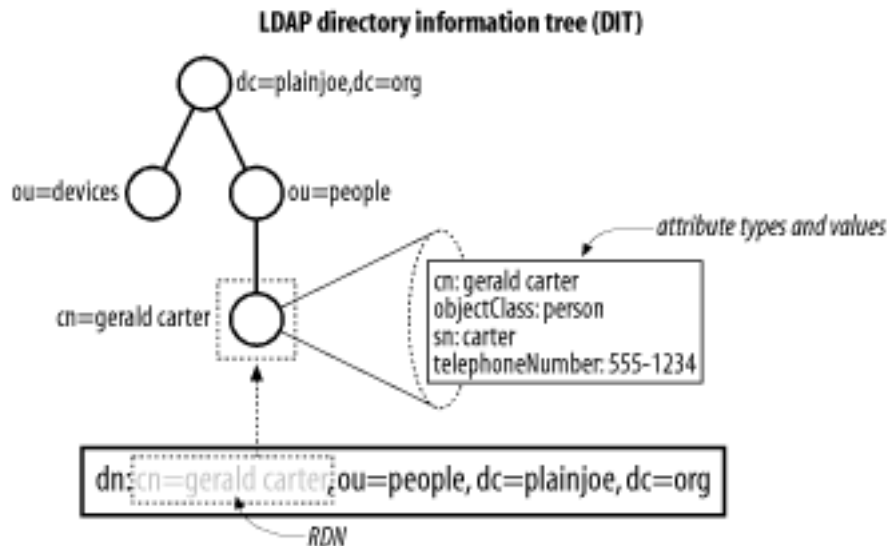 LDAP directory information tree (DIT)
dc=plainjoe,dc=org
ou=devices
ou=people
attribute types and values
cn: gerald carter
objectClass: person
sn: carter
telephoneNumber: 555-1234
cn=gerald carter
dn: cn=gerald carter, ou=people, dc=plainjoe, dc=org
RDN